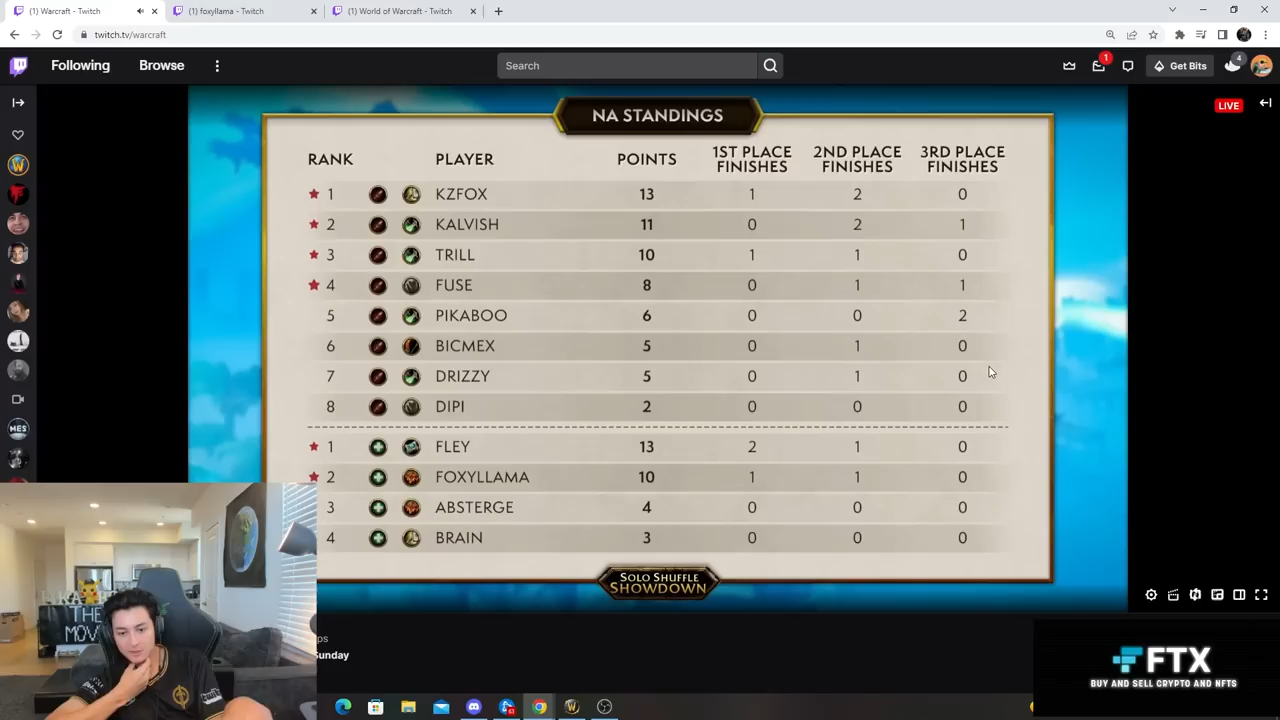 (1) Warcraft - Twitch
(1) foxyllama - Twitch
(1) World of Warcraft - Twitch
twitch.tv/warcraft
1
4
Following
Browse
Search
Get Bits
LIVE
NA STANDINGS
RANK PLAYER POINTS 1ST PLACE FINISHES 2ND PLACE FINISHES 3RD PLACE FINISHES
1 KZFOX 13 1 2 0
2 KALVISH 11 0 2 1
3 TRILL 10 1 1 0
4 FUSE 8 0 1 1
5 PIKABOO 6 0 0 2
6 BICMEX 5 0 1 0
7 DRIZZY 5 0 1 0
8 DIPI 2 0 0 0
1 FLEY 13 2 1 0
2 FOXYLLAMA 10 1 1 0
3 ABSTERGE 4 0 0 0
4 BRAIN 3 0 0 0
SOLO SHUFFLE
SHOWDOWN
MES
THE
MOV
ps
Sunday
FTX
BUY AND SELL CRYPTO AND NFTS